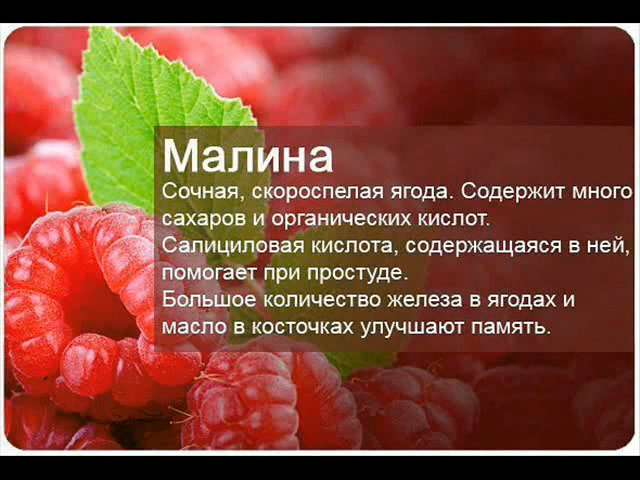 Малина
Сочная, скороспелая ягода. Содержит много
сахаров и органических кислот.
Салициловая кислота, содержащаяся в ней,
помогает при простуде.
Большое количество железа в ягодах и
масло в косточках улучшают память.